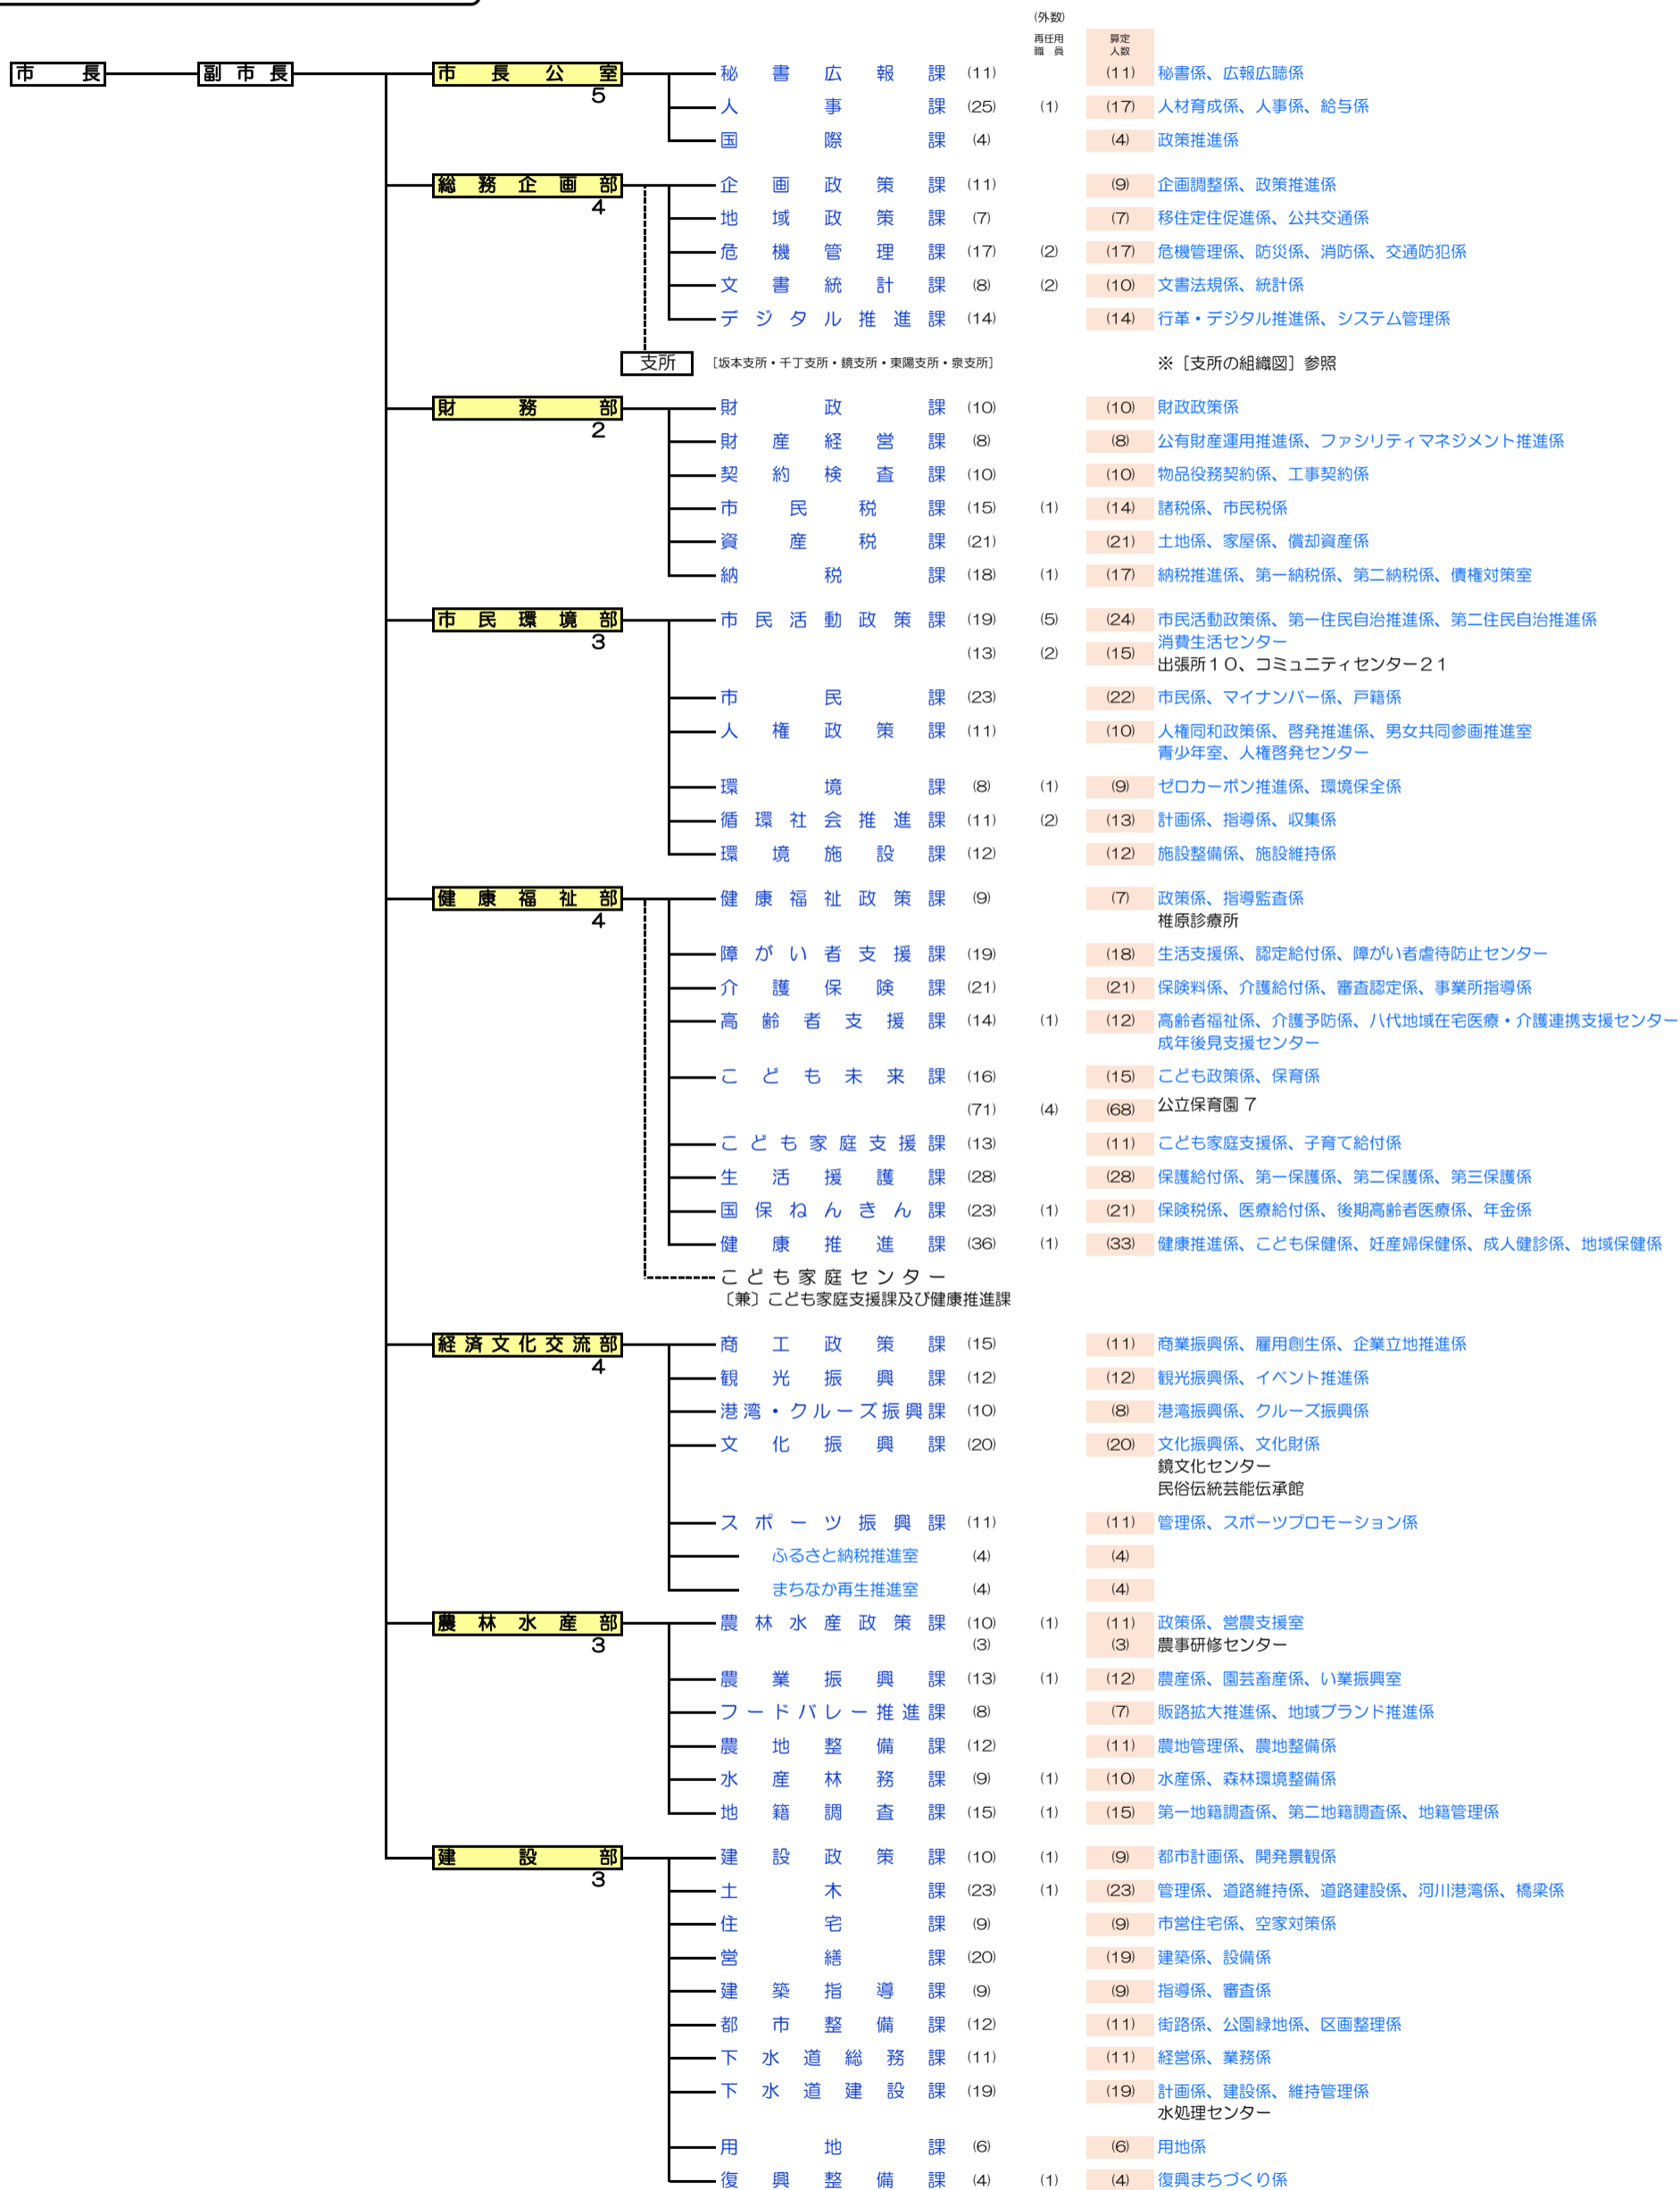 (外数)
再任用 算定
職員 人数
市長 副市長 市長公室 秘書広報課 (11) (11) 秘書係、広報広聴係
5
人事課 (25) (1) (17) 人材育成係、人事係、給与係
国際課 (4) (4) 政策推進係
総務企画部 企画政策課 (11) (9) 企画調整係、政策推進係
4
地域政策課 (7) (7) 移住定住促進係、公共交通係
危機管理課 (17) (2) (17) 危機管理係、防災係、消防係、交通防犯係
文書統計課 (8) (2) (10) 文書法規係、統計係
デジタル推進課 (14) (14) 行革・デジタル推進係、システム管理係
支所 [坂本支所・千丁支所・鏡支所・東陽支所・泉支所] ※［支所の組織図］参照
財務部 財政課 (10) (10) 財政政策係
2
財産経営課 (8) (8) 公有財産運用推進係、ファシリティマネジメント推進係
契約検査課 (10) (10) 物品役務契約係、工事契約係
市民税課 (15) (1) (14) 諸税係、市民税係
資産税課 (21) (21) 土地係、家屋係、償却資産係
納税課 (18) (1) (17) 納税推進係、第一納税係、第二納税係、債権対策室
市民環境部 市民活動政策課 (19) (5) (24) 市民活動政策係、第一住民自治推進係、第二住民自治推進係
3 消費生活センター
(13) (2) (15) 出張所１０、コミュニティセンター２１
市民課 (23) (22) 市民係、マイナンバー係、戸籍係
人権政策課 (11) (10) 人権同和政策係、啓発推進係、男女共同参画推進室
青少年室、人権啓発センター
環境課 (8) (1) (9) ゼロカーボン推進係、環境保全係
循環社会推進課 (11) (2) (13) 計画係、指導係、収集係
環境施設課 (12) (12) 施設整備係、施設維持係
健康福祉部 健康福祉政策課 (9) (7) 政策係、指導監査係
4 椎原診療所
障がい者支援課 (19) (18) 生活支援係、認定給付係、障がい者虐待防止センター
介護保険課 (21) (21) 保険料係、介護給付係、審査認定係、事業所指導係
高齢者支援課 (14) (1) (12) 高齢者福祉係、介護予防係、八代地域在宅医療・介護連携支援センター
成年後見支援センター
こども未来課 (16) (15) こども政策係、保育係
(71) (4) (68) 公立保育園 7
こども家庭支援課 (13) (11) こども家庭支援係、子育て給付係
生活援護課 (28) (28) 保護給付係、第一保護係、第二保護係、第三保護係
国保ねんきん課 (23) (1) (21) 保険税係、医療給付係、後期高齢者医療係、年金係
健康推進課 (36) (1) (33) 健康推進係、こども保健係、妊産婦保健係、成人健診係、地域保健係
こども家庭センター
〔兼〕こども家庭支援課及び健康推進課
経済文化交流部 商工政策課 (15) (11) 商業振興係、雇用創生係、企業立地推進係
4
観光振興課 (12) (12) 観光振興係、イベント推進係
港湾・クルーズ振興課 (10) (8) 港湾振興係、クルーズ振興係
文化振興課 (20) (20) 文化振興係、文化財係
鏡文化センター
民俗伝統芸能伝承館
スポーツ振興課 (11) (11) 管理係、スポーツプロモーション係
ふるさと納税推進室 (4) (4)
まちなか再生推進室 (4) (4)
農林水産部 農林水産政策課 (10) (1) (11) 政策係、営農支援室
3 (3) (3) 農事研修センター
農業振興課 (13) (1) (12) 農産係、園芸畜産係、い業振興室
フードバレー推進課 (8) (7) 販路拡大推進係、地域ブランド推進係
農地整備課 (12) (11) 農地管理係、農地整備係
水産林務課 (9) (1) (10) 水産係、森林環境整備係
地籍調査課 (15) (1) (15) 第一地籍調査係、第二地籍調査係、地籍管理係
建設部 建設政策課 (10) (1) (9) 都市計画係、開発景観係
3
土木課 (23) (1) (23) 管理係、道路維持係、道路建設係、河川港湾係、橋梁係
住宅課 (9) (9) 市営住宅係、空家対策係
営繕課 (20) (19) 建築係、設備係
建築指導課 (9) (9) 指導係、審査係
都市整備課 (12) (11) 街路係、公園緑地係、区画整理係
下水道総務課 (11) (11) 経営係、業務係
下水道建設課 (19) (19) 計画係、建設係、維持管理係
水処理センター
用地課 (6) (6) 用地係
復興整備課 (4) (1) (4) 復興まちづくり係